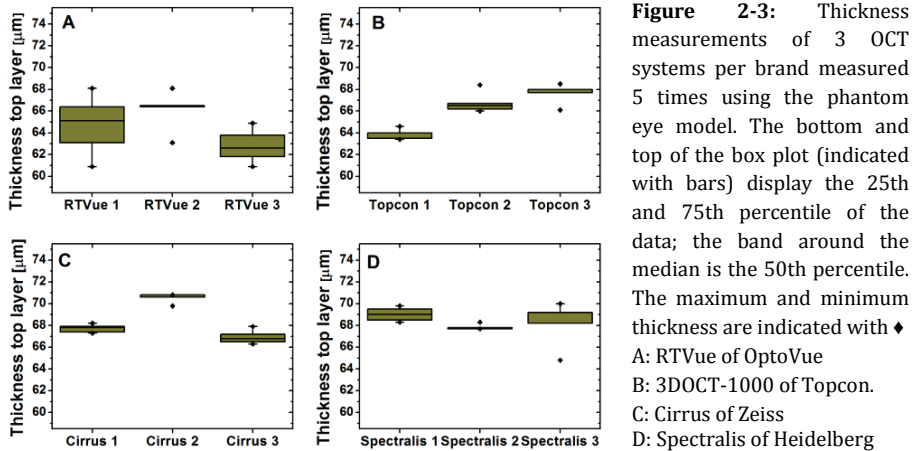 A
Thickness top layer [μm]
74
72
70
68
66
64
62
60
RTVue 1 RTVue 2 RTVue 3
B
Thickness top layer [μm]
74
72
70
68
66
64
62
60
Topcon 1 Topcon 2 Topcon 3
C
Thickness top layer [μm]
74
72
70
68
66
64
62
60
Cirrus 1 Cirrus 2 Cirrus 3
D
Thickness top layer [μm]
74
72
70
68
66
64
62
60
Spectralis 1 Spectralis 2 Spectralis 3
Figure 2-3: Thickness
measurements of 3 OCT
systems per brand measured
5 times using the phantom
eye model. The bottom and
top of the box plot (indicated
with bars) display the 25th
and 75th percentile of the
data; the band around the
median is the 50th percentile.
The maximum and minimum
thickness are indicated with ♦
A: RTVue of OptoVue
B: 3DOCT-1000 of Topcon.
C: Cirrus of Zeiss
D: Spectralis of Heidelberg